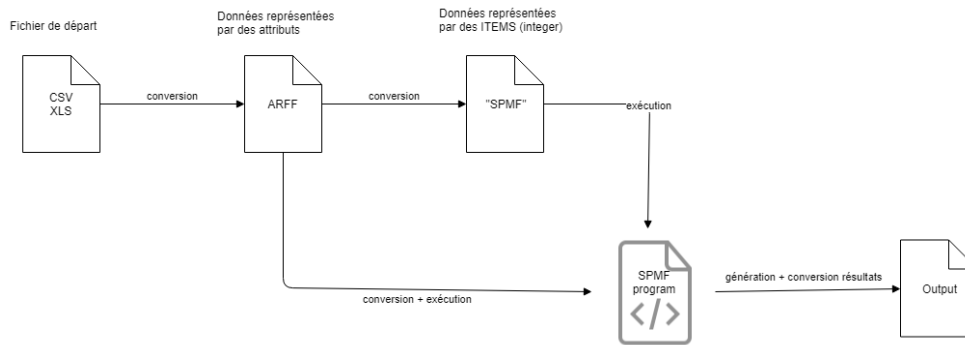 Fichier de départ
Données représentées
par des attributs
Données représentées
par des ITEMS (integer)
CSV
XLS
conversion
ARFF
conversion
"SPMF"
exécution
conversion + exécution
SPMF
program
</>
génération + conversion résultats
Output